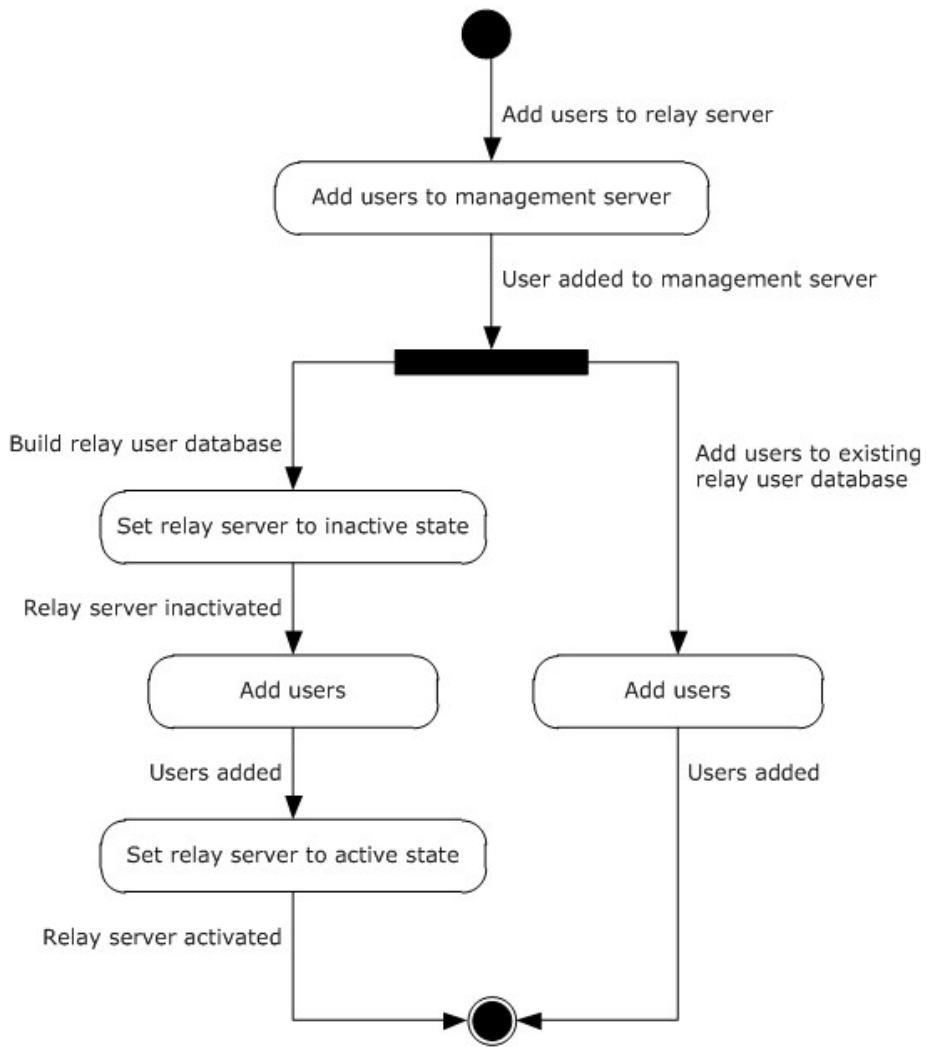 Add users to relay server
Add users to management server
User added to management server
Build relay user database
Add users to existing
relay user database
Set relay server to inactive state
Relay server inactivated
Add users
Add users
Users added
Users added
Set relay server to active state
Relay server activated